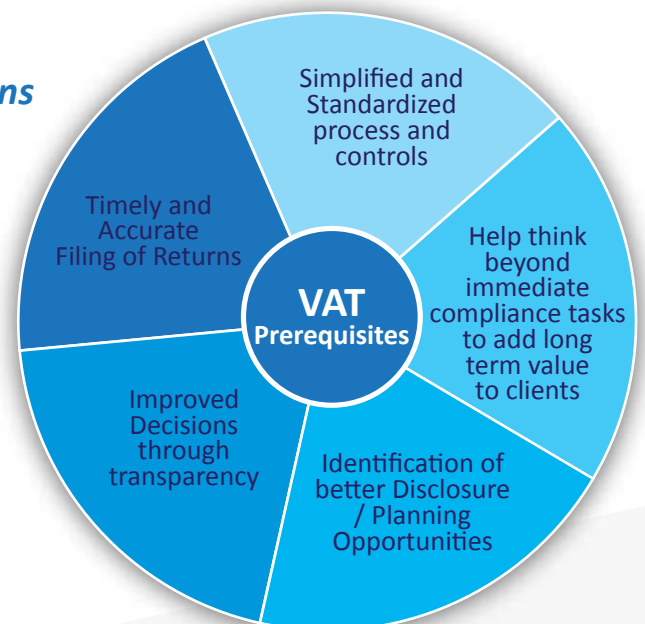 ns
Simplified and
Standardized
process and
controls
Timely and
Accurate
Filing of Returns
Help think
beyond
immediate
compliance tasks
to add long
term value
to clients
VAT
Prerequisites
Improved
Decisions
through
transparency
Identification of
better Disclosure
/ Planning
Opportunities